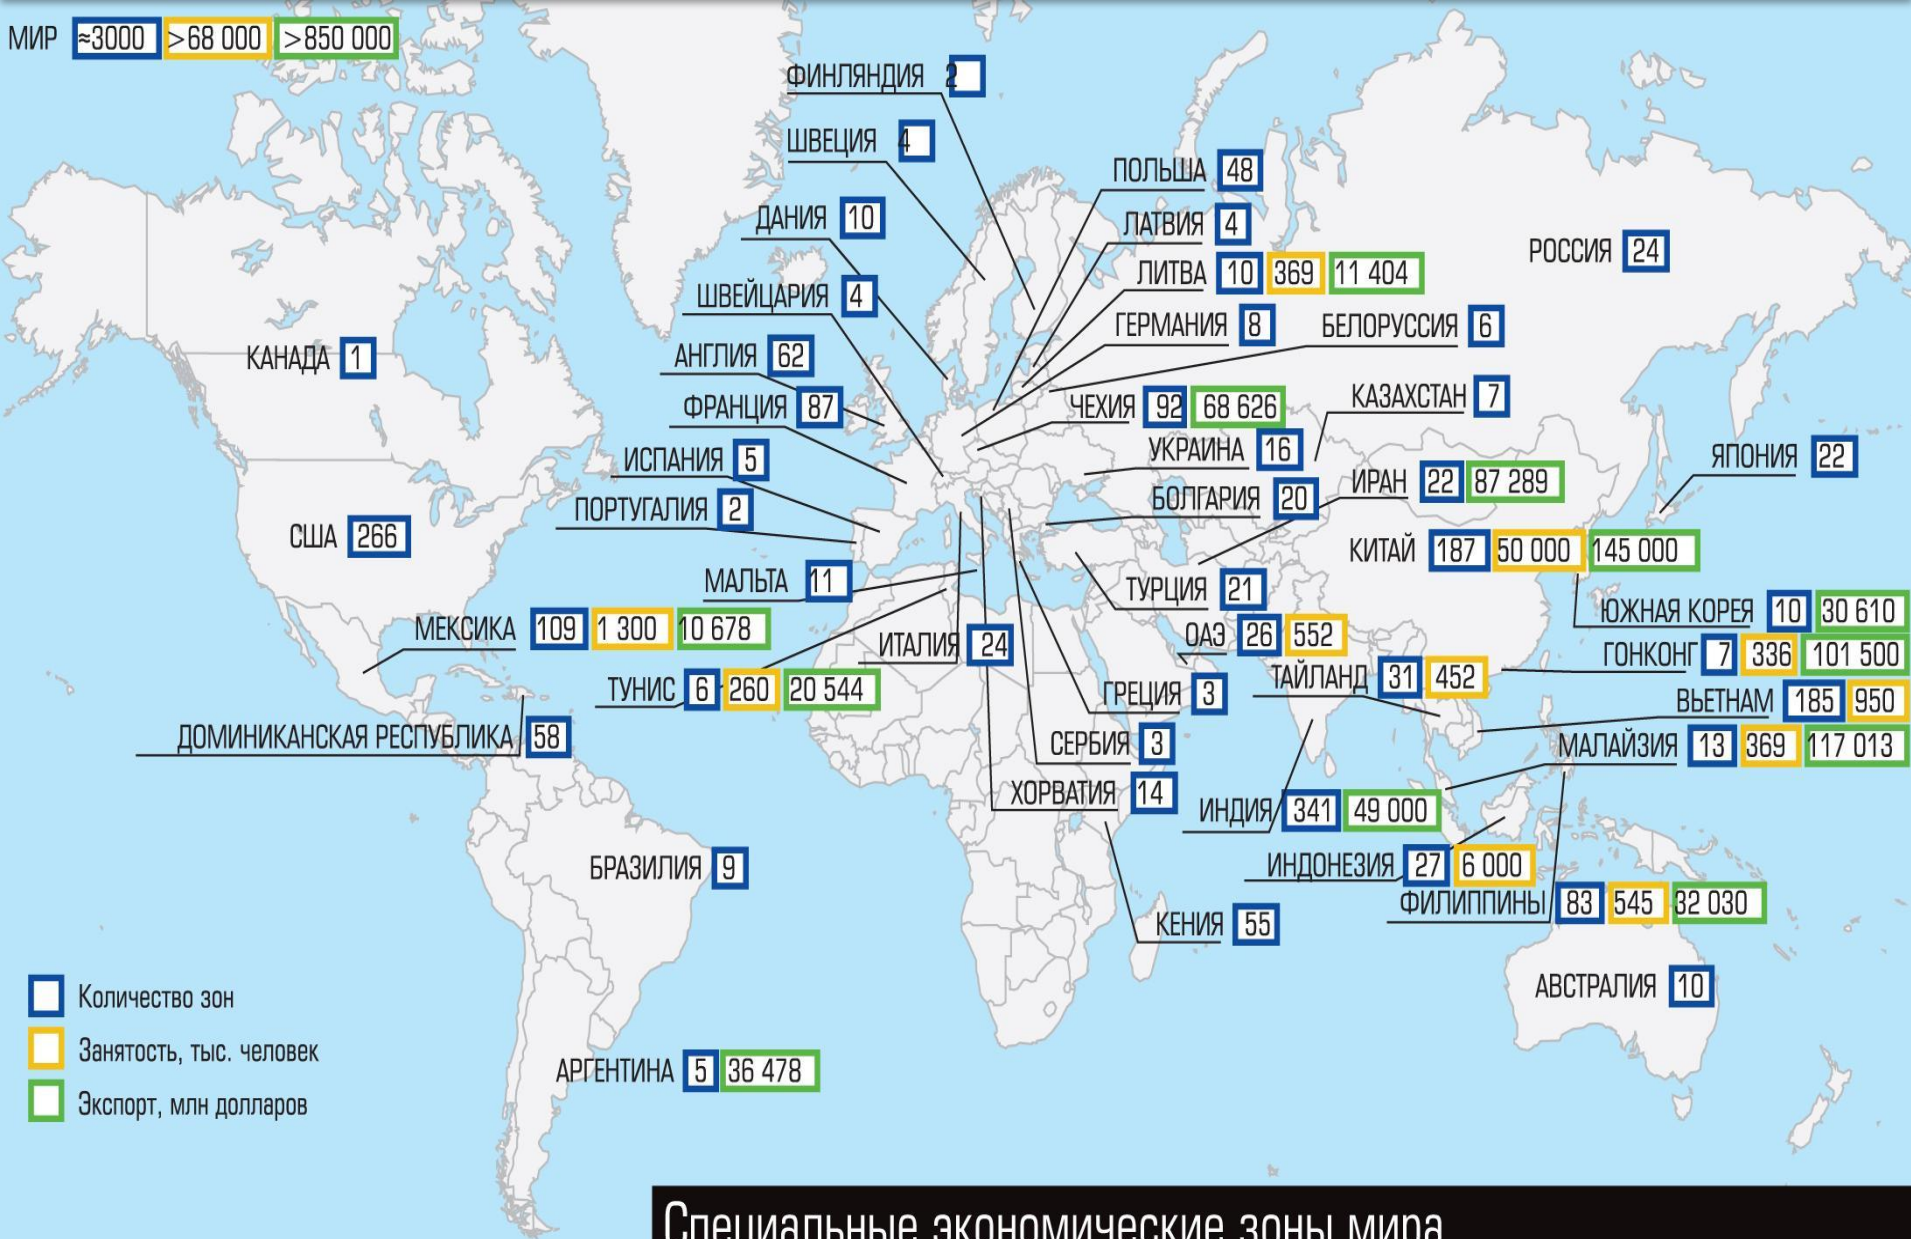 МИР ≈3000 >68 000 >850 000
ФИНЛЯНДИЯ 2
ШВЕЦИЯ 4
ДАНИЯ 10
ШВЕЙЦАРИЯ 4
АНГЛИЯ 62
ФРАНЦИЯ 87
ИСПАНИЯ 5
ПОРТУГАЛИЯ 2
МАЛЬТА 11
ПОЛЬША 48
ЛАТВИЯ 4
ЛИТВА 10 369 11 404
ГЕРМАНИЯ 8
БЕЛОРУССИЯ 6
ЧЕХИЯ 92 68 626
КАЗАХСТАН 7
УКРАИНА 16
БОЛГАРИЯ 20
ИРАН 22 87 289
РОССИЯ 24
ЯПОНИЯ 22
КАНАДА 1
США 266
КИТАЙ 187 50 000 145 000
ТУРЦИЯ 21
ЮЖНАЯ КОРЕЯ 10 30 610
МЕКСИКА 109 1 300 10 678
ИТАЛИЯ 24
ОАЭ 26 552
ГОНКОНГ 7 336 101 500
ТУНИС 6 260 20 544
ТАЙЛАНД 31 452
ГРЕЦИЯ 3
ВЬЕТНАМ 185 950
ДОМИНИКАНСКАЯ РЕСПУБЛИКА 58
СЕРБИЯ 3
МАЛАЙЗИЯ 13 369 117 013
ХОРВАТИЯ 14
ИНДИЯ 341 49 000
БРАЗИЛИЯ 9
ИНДОНЕЗИЯ 27 6 000
ФИЛИППИНЫ 83 545 32 030
КЕНИЯ 55
АВСТРАЛИЯ 10
АРГЕНТИНА 5 36 478
Количество зон
Занятость, тыс. человек
Экспорт, млн долларов
Специальные экономические зоны мира